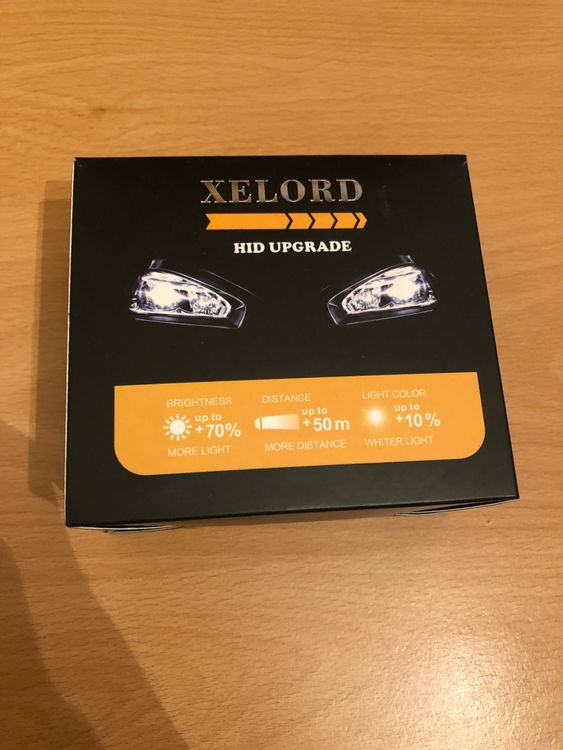 XELORD
HID UPGRADE
BRIGHTNESS
up to
+70%
MORE LIGHT
DISTANCE
up to
+50m
MORE DISTANCE
LIGHT COLOR
up to
+10%
WHITER LIGHT